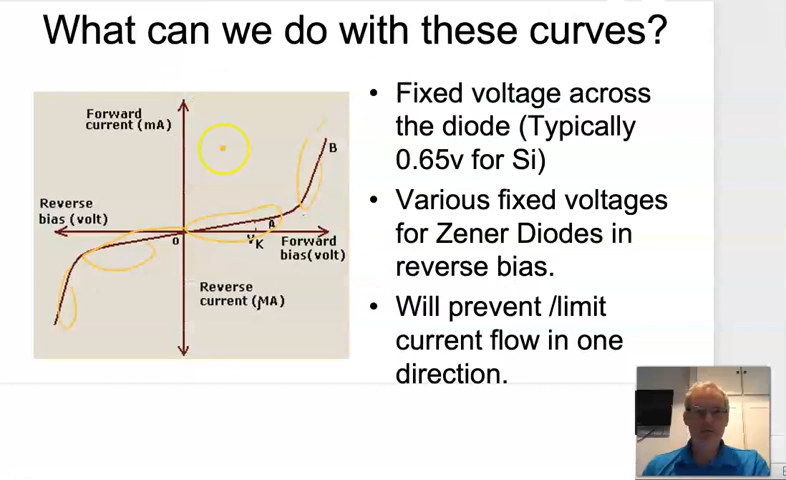 What can we do with these curves?
Forward
current (mA)
B
Reverse
bias (volt)
A
O
VK
Forward
bias(volt)
Reverse
current (MA)
• Fixed voltage across
the diode (Typically
0.65v for Si)
• Various fixed voltages
for Zener Diodes in
reverse bias.
• Will prevent /limit
current flow in one
direction.